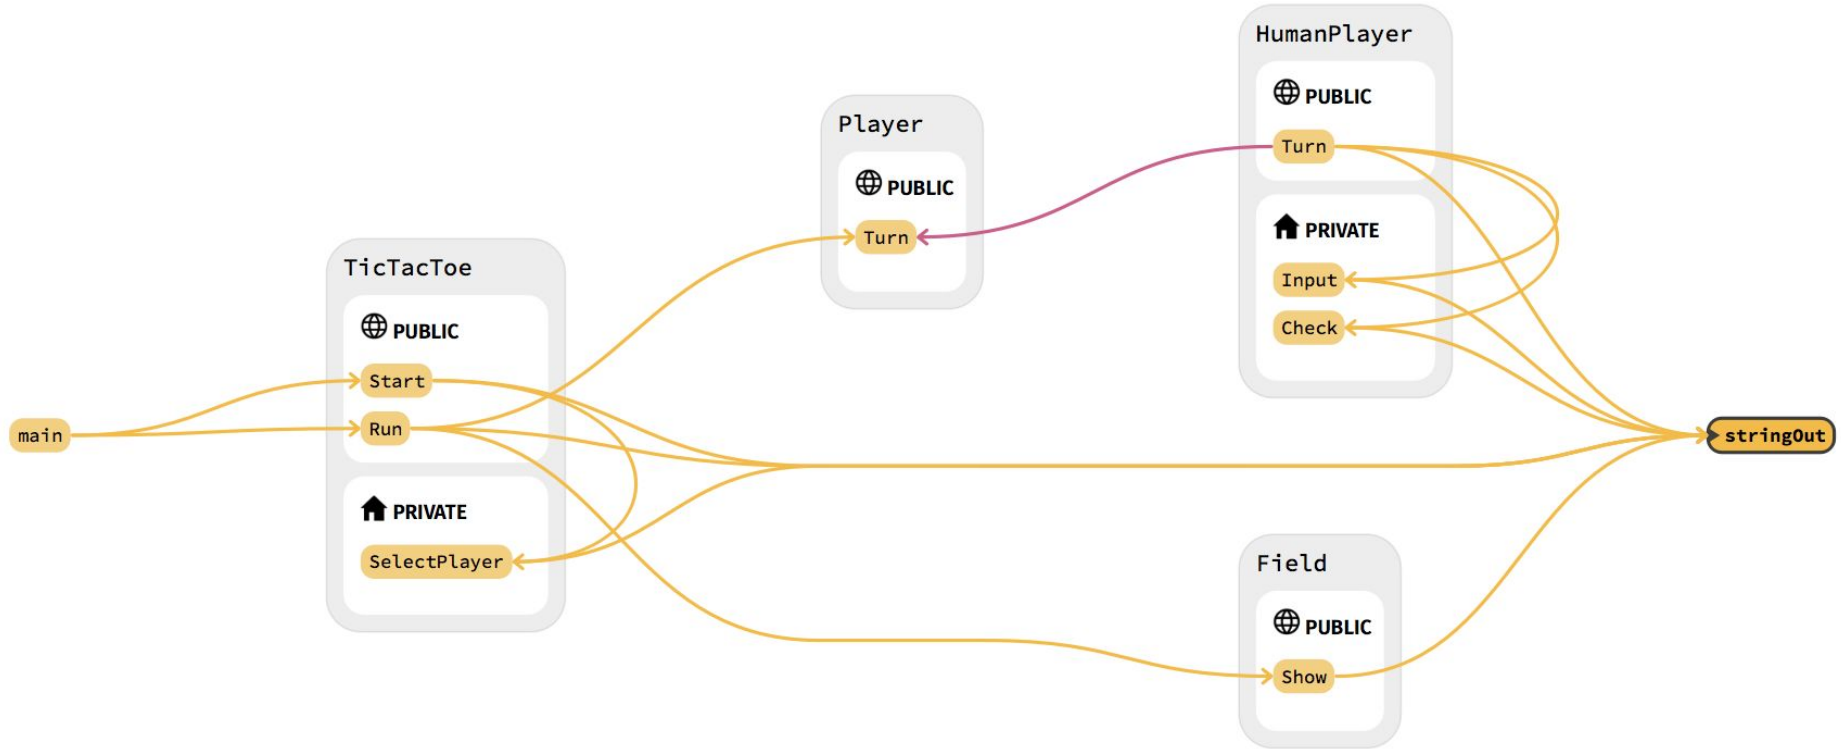 main
TicTacToe
PUBLIC
Start
Run
PRIVATE
SelectPlayer
Player
PUBLIC
Turn
HumanPlayer
PUBLIC
Turn
PRIVATE
Input
Check
Field
PUBLIC
Show
stringOut